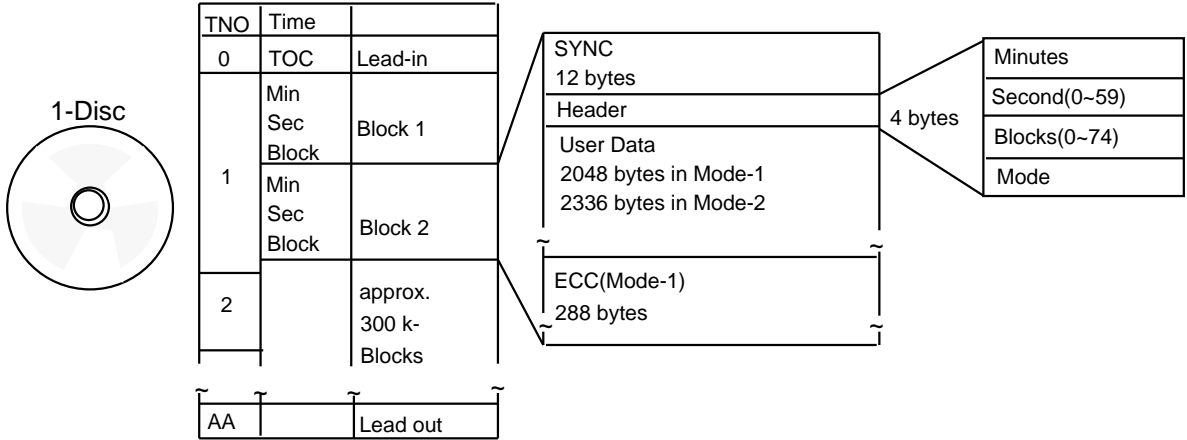 1-Disc
TNO Time
0 TOC Lead-in
1
Min
Sec
Block
Block 1
Min
Sec
Block
Block 2
2
approx.
300 k-
Blocks
AA Lead out
SYNC
12 bytes
Header
User Data
2048 bytes in Mode-1
2336 bytes in Mode-2
ECC(Mode-1)
288 bytes
4 bytes
Minutes
Second(0~59)
Blocks(0~74)
Mode